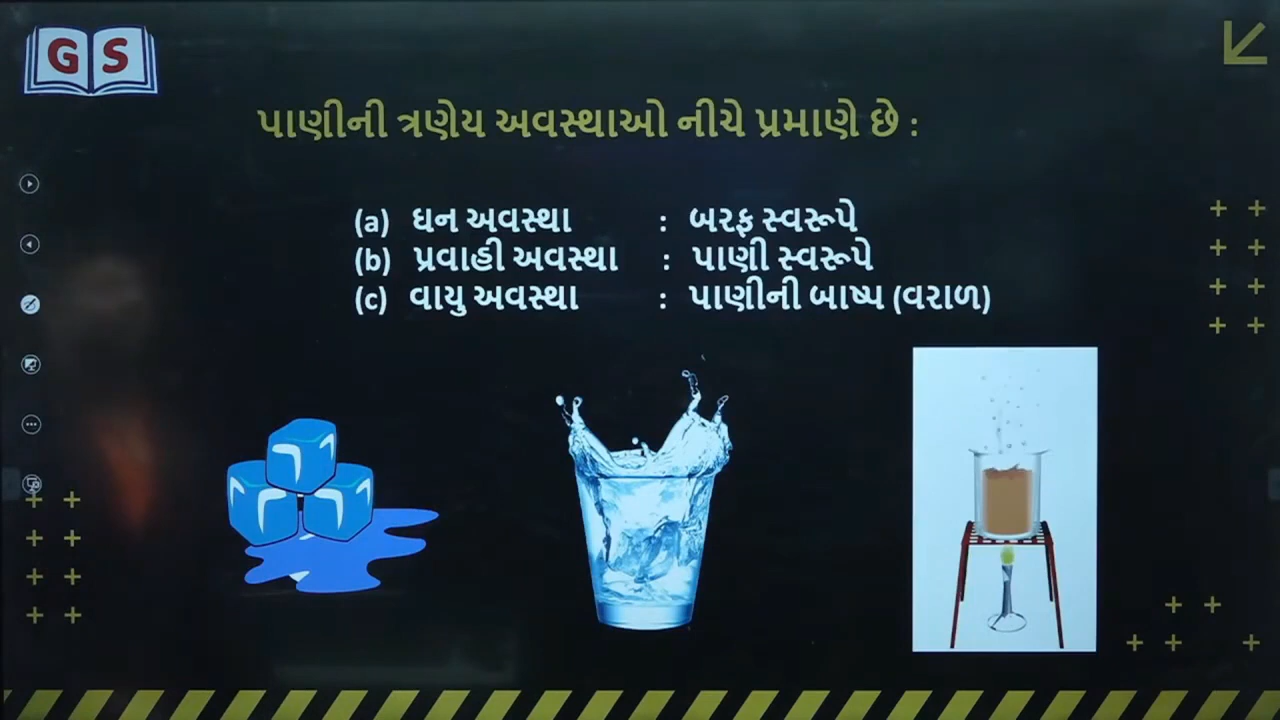 GS
પાણીની ત્રણેય અવસ્થાઓ નીચે પ્રમાણે છે :
(a) ઘન અવસ્થા : બરફ સ્વરૂપે
(b) પ્રવાહી અવસ્થા : પાણી સ્વરૂપે
(c) વાયુ અવસ્થા : પાણીની બાષ્પ (વરાળ)